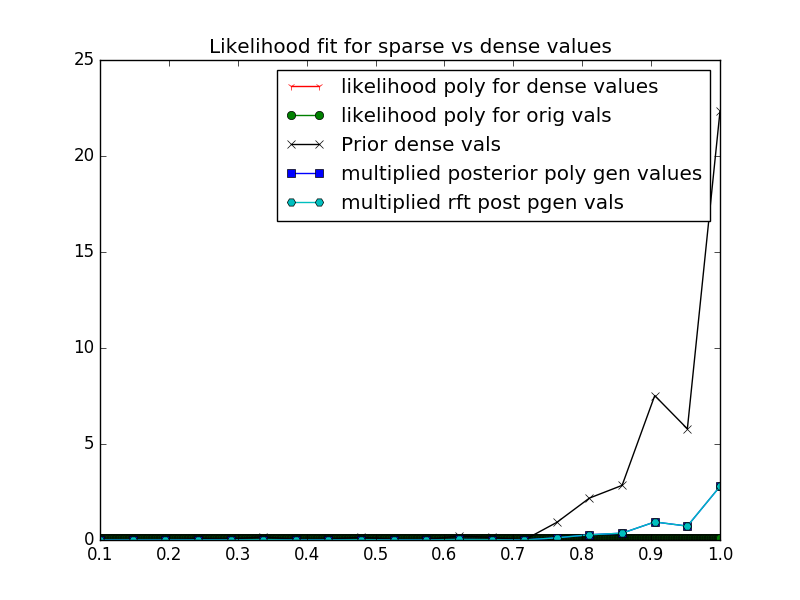 Likelihood fit for sparse vs dense values
25
20
15
10
5
0
likelihood poly for dense values
likelihood poly for orig vals
Prior dense vals
multiplied posterior poly gen values
multiplied rft post pgen vals
0.1 0.2 0.3 0.4 0.5 0.6 0.7 0.8 0.9 1.0